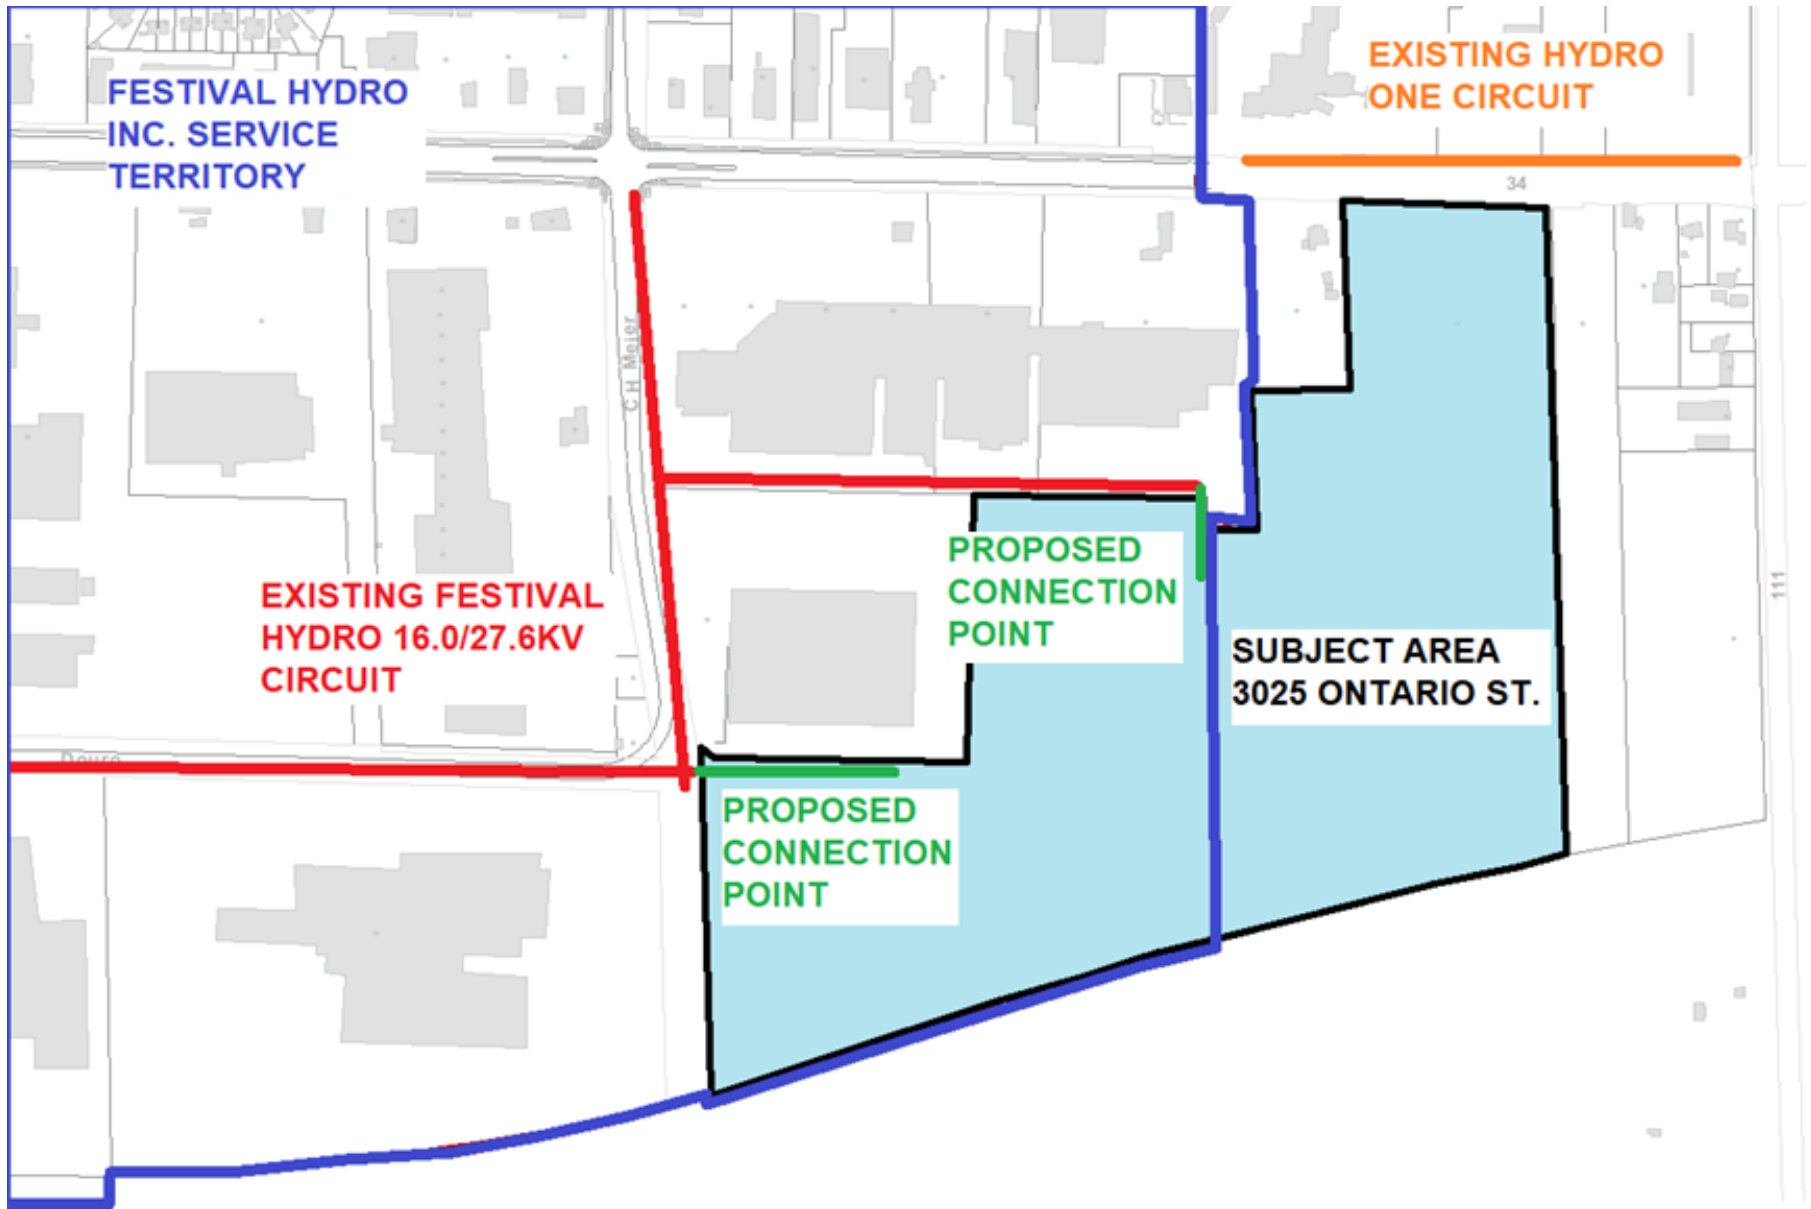 FESTIVAL HYDRO
INC. SERVICE
TERRITORY
EXISTING HYDRO
ONE CIRCUIT
34
C H Meier
EXISTING FESTIVAL
HYDRO 16.0/27.6KV
CIRCUIT
PROPOSED
CONNECTION
POINT
SUBJECT AREA
3025 ONTARIO ST.
111
Douro
PROPOSED
CONNECTION
POINT